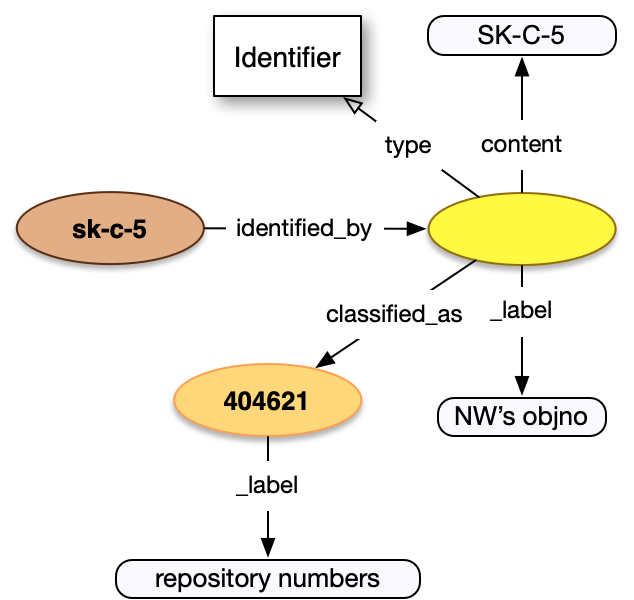 SK-C-5
Identifier
type
content
sk-c-5
identified_by
classified_as
_label
404621
NW’s objno
_label
repository numbers